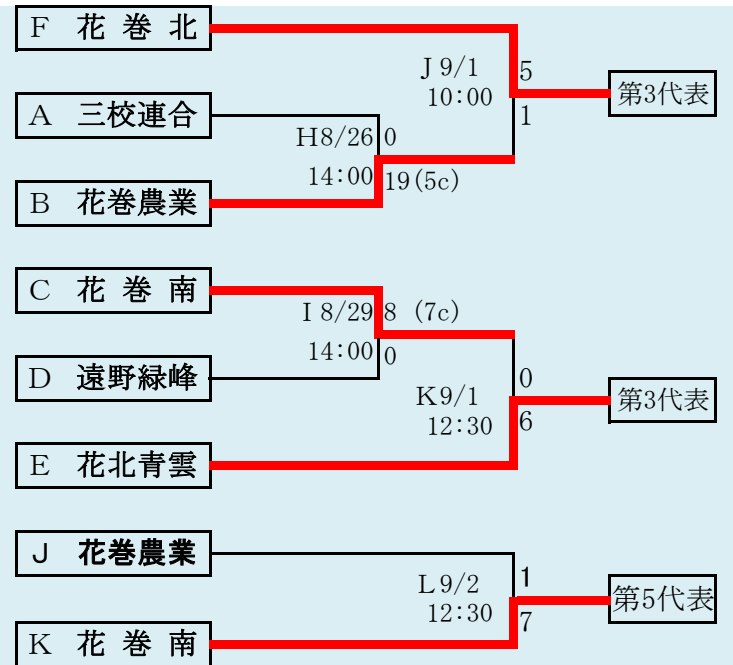 F 花巻北
J 9/1 5
10:00
第3代表
A 三校連合
1
H8/26 0
14:00 19(5c)
B 花巻農業
C 花巻南
I 8/29 8 (7c)
14:00 0
D 遠野緑峰
0
K9/1
12:30 6
第3代表
E 花北青雲
J 花巻農業
L9/2 1
12:30 7
第5代表
K 花巻南